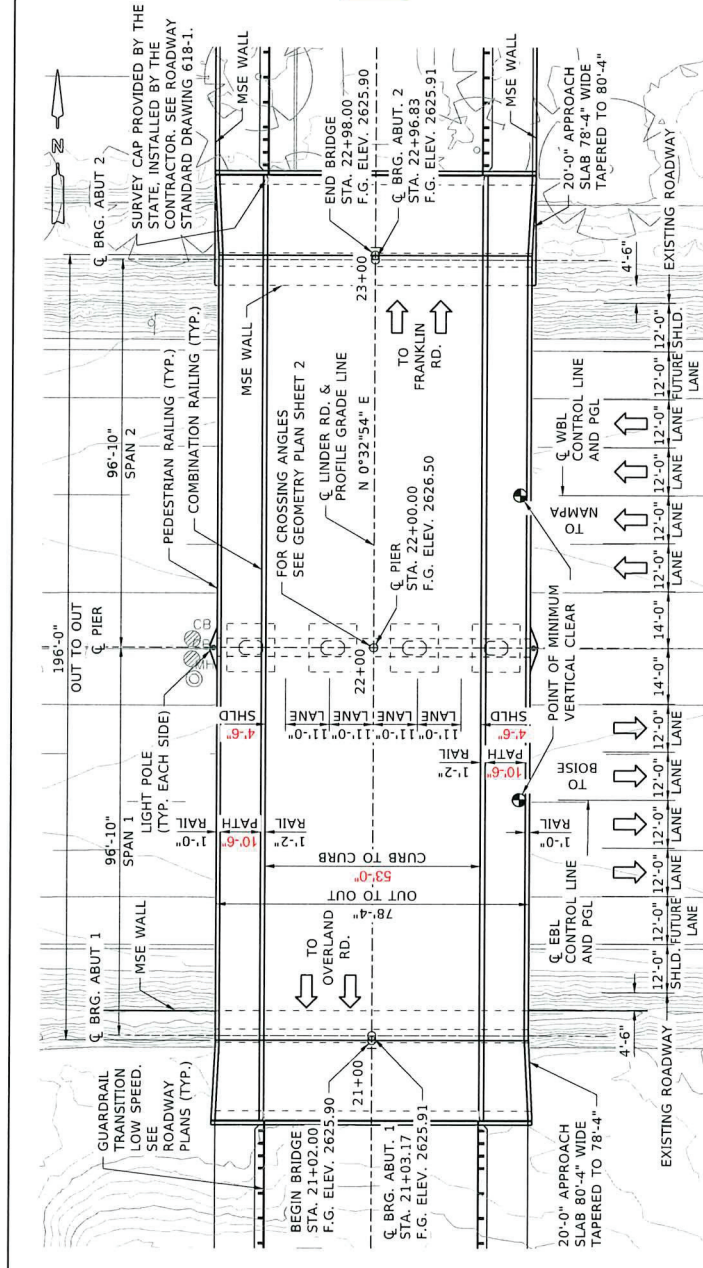 196'-0"
OUT TO OUT
℄ BRG. ABUT 1
96'-10"
SPAN 1
℄ PIER
96'-10"
SPAN 2
℄ BRG. ABUT 2
N
GUARDRAIL
TRANSITION
LOW SPEED.
SEE
ROADWAY
PLANS (TYP.)
MSE WALL
LIGHT POLE
(TYP. EACH SIDE)
CB
MH
PEDESTRIAN RAILING (TYP.)
COMBINATION RAILING (TYP.)
SURVEY CAP PROVIDED BY THE
STATE, INSTALLED BY THE
CONTRACTOR. SEE ROADWAY
STANDARD DRAWING 618-1.
MSE WALL
MSE WALL
BEGIN BRIDGE
STA. 21+02.00
F.G. ELEV. 2625.90
℄ BRG. ABUT. 1
STA. 21+03.17
F.G. ELEV. 2625.91
21+00
TO
OVERLAND
RD.
78'-4"
OUT TO OUT
53'-0"
CURB TO CURB
1'-0"
RAIL
10'-6"
PATH
1'-2"
RAIL
4'-6"
SHLD
11'-0"
LANE
11'-0"
LANE
11'-0"
LANE
11'-0"
LANE
4'-6"
SHLD
1'-2"
RAIL
10'-6"
PATH
1'-0"
RAIL
22+00
FOR CROSSING ANGLES
SEE GEOMETRY PLAN SHEET 2
℄ PIER
STA. 22+00.00
F.G. ELEV. 2626.50
℄ LINDER RD. &
PROFILE GRADE LINE
N 0°32'54" E
TO
FRANKLIN
RD.
23+00
END BRIDGE
STA. 22+98.00
F.G. ELEV. 2625.90
℄ BRG. ABUT. 2
STA. 22+96.83
F.G. ELEV. 2625.91
MSE WALL
20'-0" APPROACH
SLAB 80'-4" WIDE
TAPERED TO 78'-4"
℄ EBL
CONTROL LINE
AND PGL
TO
BOISE
POINT OF MINIMUM
VERTICAL CLEAR
TO
NAMPA
℄ WBL
CONTROL LINE
AND PGL
20'-0" APPROACH
SLAB 78'-4" WIDE
TAPERED TO 80'-4"
EXISTING ROADWAY
4'-6"
12'-0"
SHLD.
12'-0"
FUTURE
LANE
12'-0"
LANE
12'-0"
LANE
12'-0"
LANE
12'-0"
LANE
14'-0"
14'-0"
12'-0"
LANE
12'-0"
LANE
12'-0"
LANE
12'-0"
LANE
12'-0"
FUTURE
LANE
12'-0"
SHLD.
4'-6"
EXISTING ROADWAY